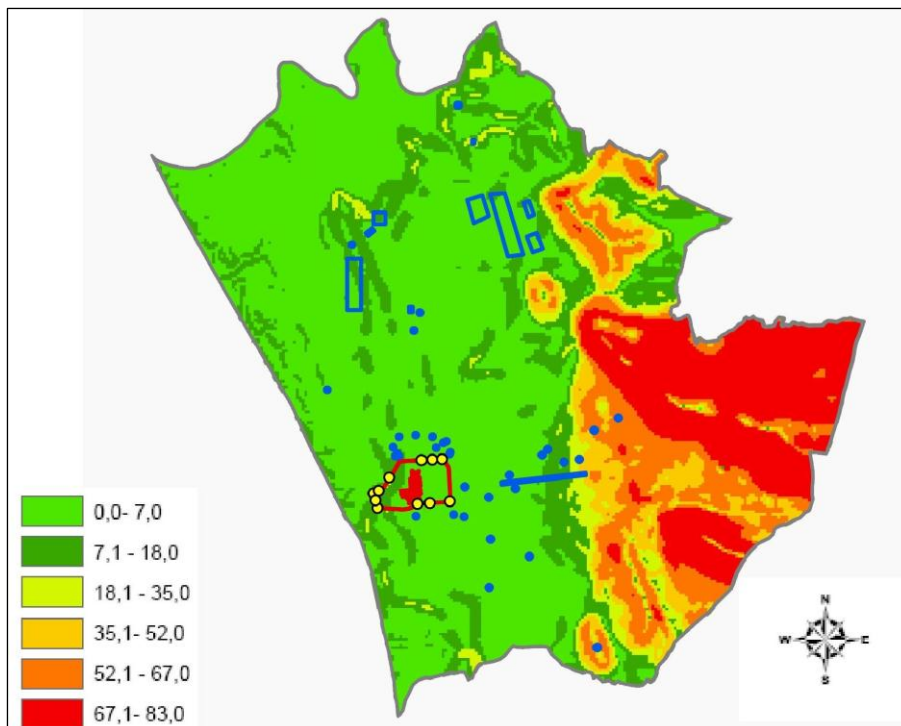 N
W E
S
0,0- 7,0
7,1 - 18,0
18,1 - 35,0
35,1 - 52,0
52,1 - 67,0
67,1- 83,0